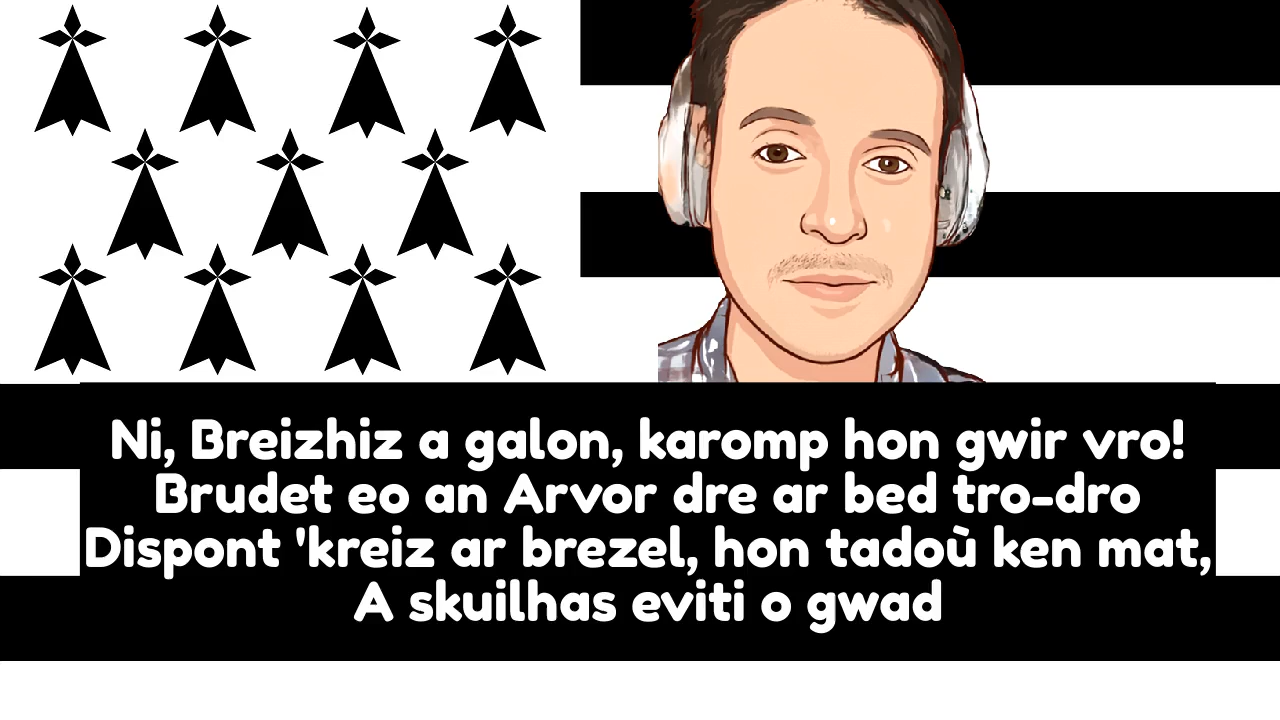 Ni, Breizhiz a galon, karomp hon gwir vro!
Brudet eo an Arvor dre ar bed tro-dro
Dispont 'kreiz ar brezel, hon tadoù ken mat,
A skuilhas eviti o gwad